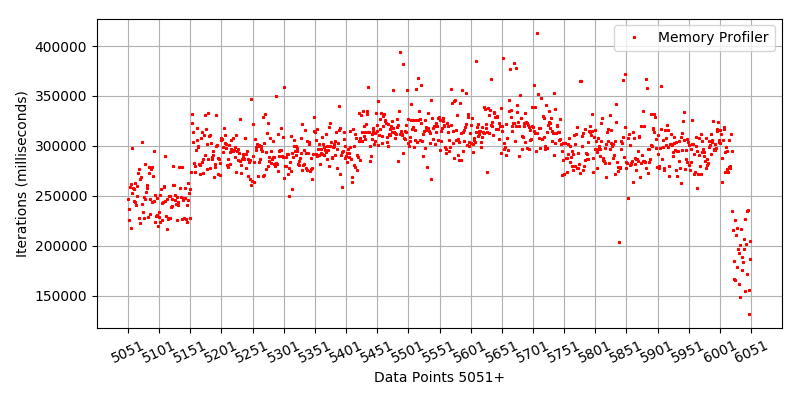 Memory Profiler
400000
350000
300000
250000
200000
150000
Iterations (milliseconds)
5051 5101 5151 5201 5251 5301 5351 5401 5451 5501 5551 5601 5651 5701 5751 5801 5851 5901 5951 6001 6051
Data Points 5051+